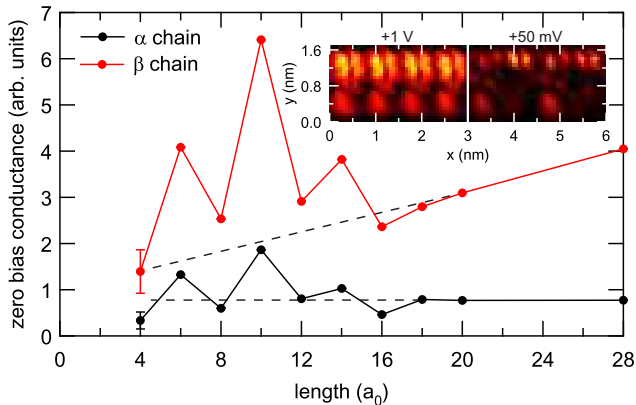 7
6
5
4
3
2
1
0
zero bias conductance (arb. units)
α chain
β chain
+1 V
+50 mV
1.6
0.8
0.0
y (nm)
0 1 2 3 4 5 6
x (nm)
0 4 8 12 16 20 24 28
length (a₀)